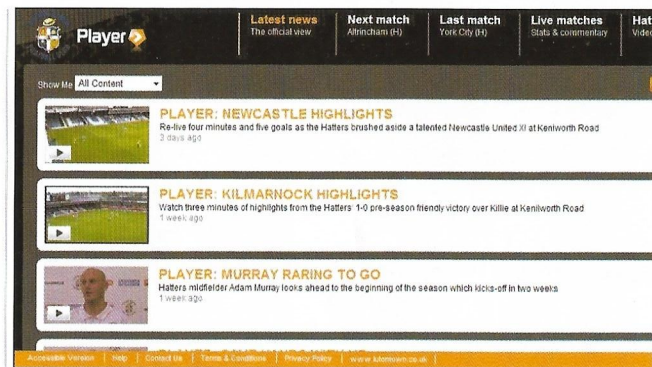 Player
Latest news
The official view
Next match
Altrincham (H)
Last match
York City (H)
Live matches
Stats & commentary
Hat
Video
Show Me All Content
PLAYER: NEWCASTLE HIGHLIGHTS
Re-live four minutes and five goals as the Hatters brushed aside a talented Newcastle United XI at Kenilworth Road
3 days ago
PLAYER: KILMARNOCK HIGHLIGHTS
Watch three minutes of highlights from the Hatters' 1-0 pre-season friendly victory over Killie at Kenilworth Road
1 week ago
PLAYER: MURRAY RARING TO GO
Hatters midfielder Adam Murray looks ahead to the beginning of the season which kicks-off in two weeks
1 week ago
Accessible Version | Help | Contact Us | Terms & Conditions | Privacy Policy | www.lutontown.co.uk